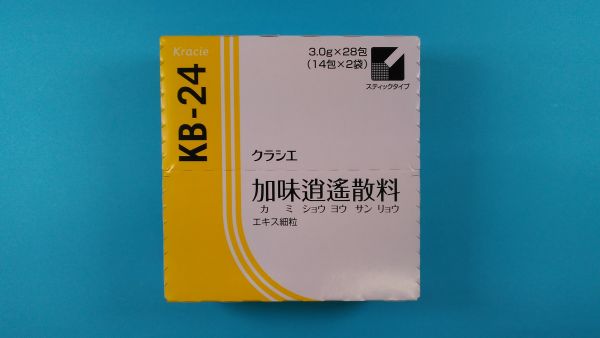 Kracie
KB-24
3.0g×28包
(14包×2袋)
スティックタイプ
クラシエ
加味逍遙散料
カ ミ ショウ ヨウ サン リョウ
エキス細粒